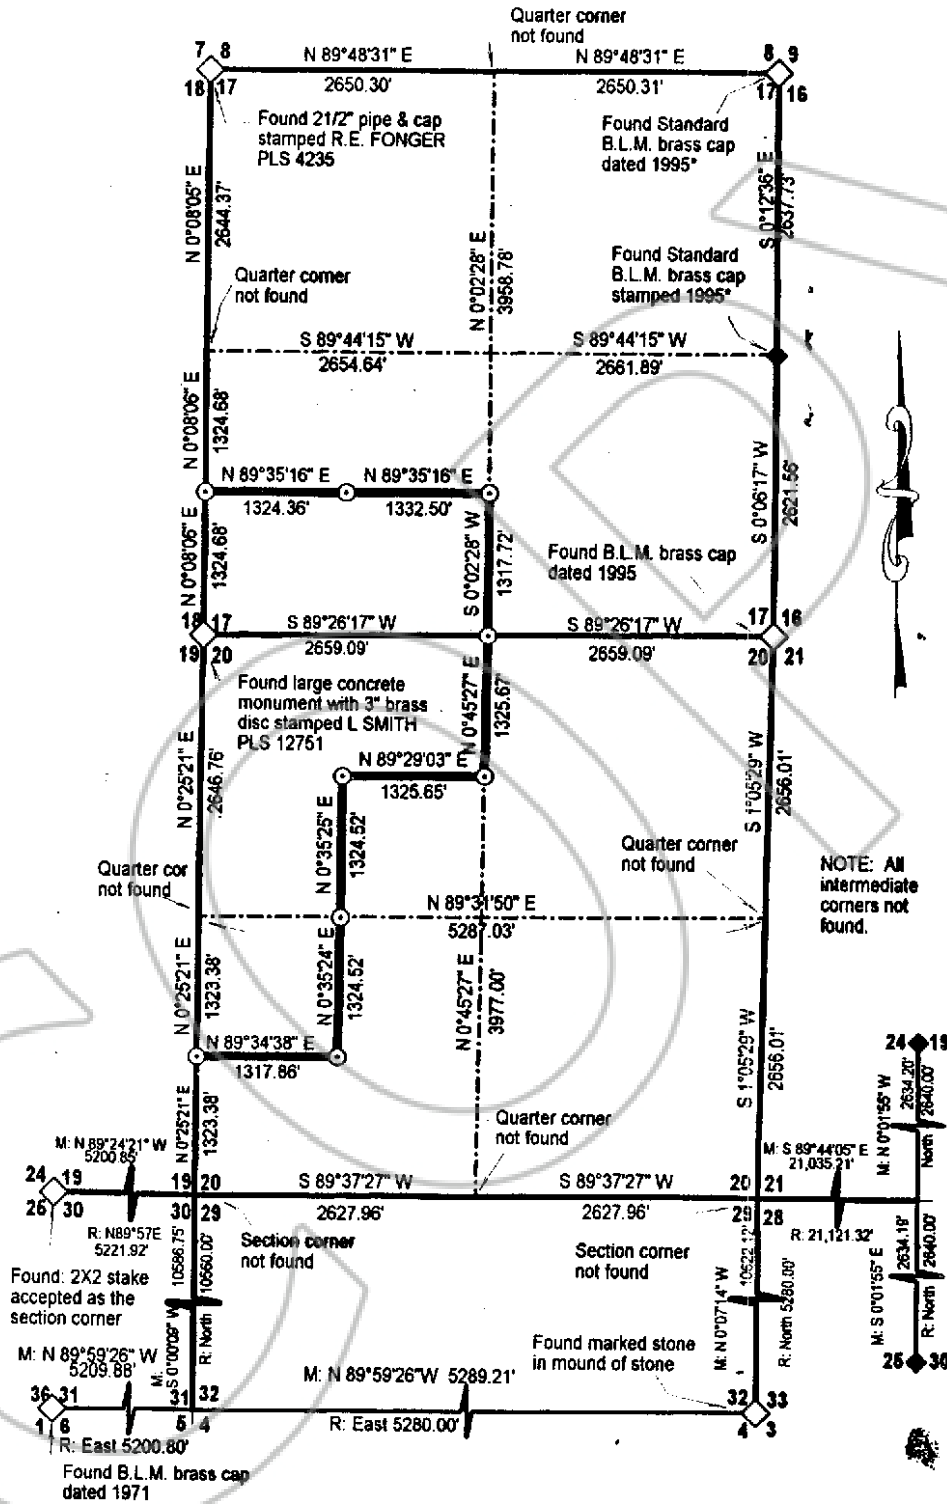 Quarter corner
not found
7 8
N 89°48'31" E
N 89°48'31" E
8 9
18 17
2650.30'
2650.31'
17 16
Found 21/2" pipe & cap
stamped R.E. FONGER
PLS 4235
Found Standard
B.L.M. brass cap
dated 1995*
N 0°08'05" E
2644.37'
S 0°12'36" E
2637.73'
N 0°02'28" E
3958.78'
Quarter corner
not found
Found Standard
B.L.M. brass cap
stamped 1995*
S 89°44'15" W
S 89°44'15" W
2654.64'
2661.89'
N 0°08'06" E
1324.68'
N 89°35'16" E
N 89°35'16" E
1324.36'
1332.50'
S 0°06'17" W
2621.56'
N 0°08'06" E
1324.68'
S 0°02'28" W
1317.72'
Found B.L.M. brass cap
dated 1995
18 17
S 89°26'17" W
S 89°26'17" W
17 16
19 20
2659.09'
2659.09'
20 21
Found large concrete
monument with 3" brass
disc stamped L SMITH
PLS 12751
N 0°45'27" E
1325.67'
N 89°29'03" E
1325.65'
N 0°25'21" E
2646.76'
S 1°05'29" W
2656.01'
N 0°35'25" E
1324.52'
Quarter cor
not found
Quarter corner
not found
NOTE: All
intermediate
corners not
found.
N 89°31'50" E
5287.03'
N 0°25'21" E
1323.38'
N 0°35'24" E
1324.52'
N 0°45'27" E
3977.00'
N 89°34'38" E
1317.86'
S 1°05'29" W
2656.01'
24 19
M: N 0°01'55" W
2634.20'
R: North 2640.00'
N 0°25'21" E
1323.38'
Quarter corner
not found
M: N 89°24'21" W
5200.85'
M: S 89°44'05" E
21,035.21'
24 19
19 20
S 89°37'27" W
S 89°37'27" W
20 21
25 30
30 29
2627.96'
2627.96'
29 28
R: N89°57E
5221.92'
R: 21,121.32'
Section corner
not found
Section corner
not found
Found: 2X2 stake
accepted as the
section corner
M: S 0°00'09" W 10586.75'
R: North 10560.00'
M: N 0°07'14" W 10622.12'
R: North 5280.00'
M: S 0°01'55" E
2634.19'
R: North 2640.00'
25 30
Found marked stone
in mound of stone
M: N 89°59'26" W
5209.88'
M: N 89°59'26"W 5289.21'
36 31
31 32
32 33
1 6
5 4
4 3
R: East 5200.80'
R: East 5280.00'
Found B.L.M. brass cap
dated 1971